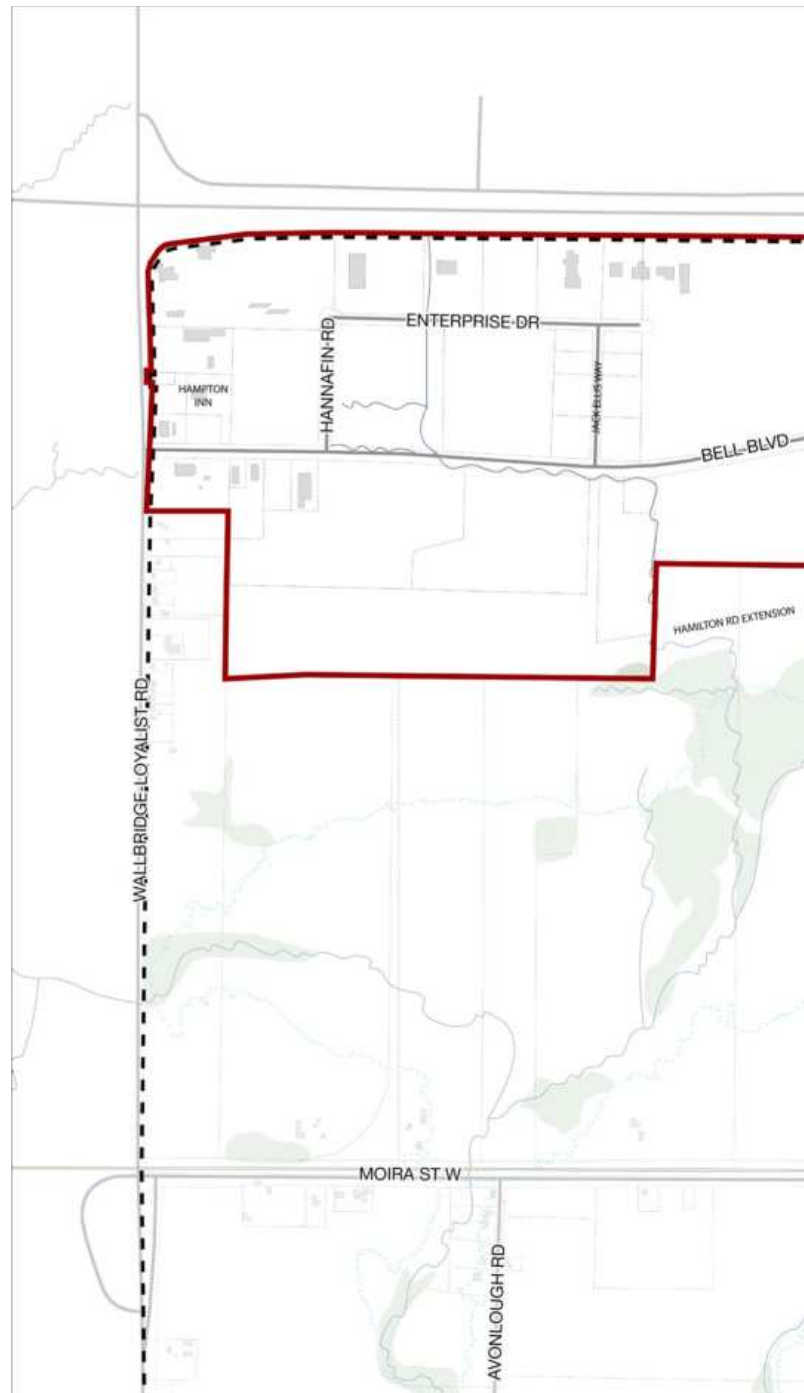 ENTERPRISE DR
HANNAFIN RD
JACK ELLIS WAY
HAMPTON
INN
BELL BLVD
HAMILTON RD EXTENSION
WALLBRIDGE LOYALIST RD
MOIRA ST W
AVONLOUGH RD